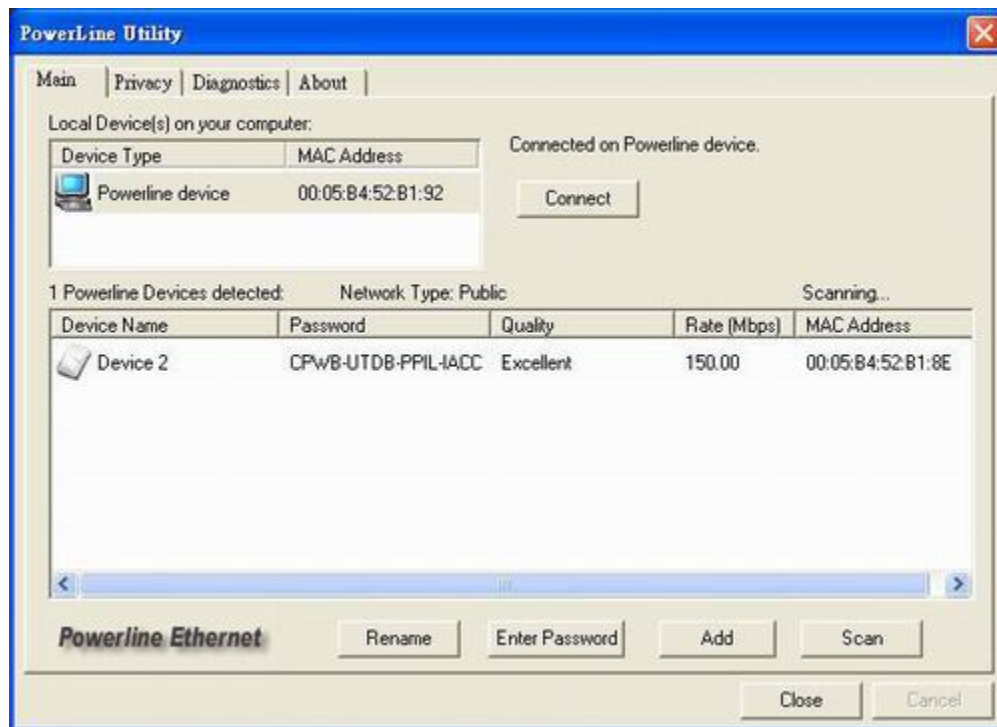 PowerLine Utility
Main Privacy Diagnostics About
Local Device(s) on your computer:
Device Type MAC Address
Powerline device 00:05:B4:52:B1:92
Connected on Powerline device.
Connect
1 Powerline Devices detected: Network Type: Public Scanning...
Device Name Password Quality Rate (Mbps) MAC Address
Device 2 CPWB-UTDB-PPIL-IACC Excellent 150.00 00:05:B4:52:B1:8E
Powerline Ethernet Rename Enter Password Add Scan
Close Cancel